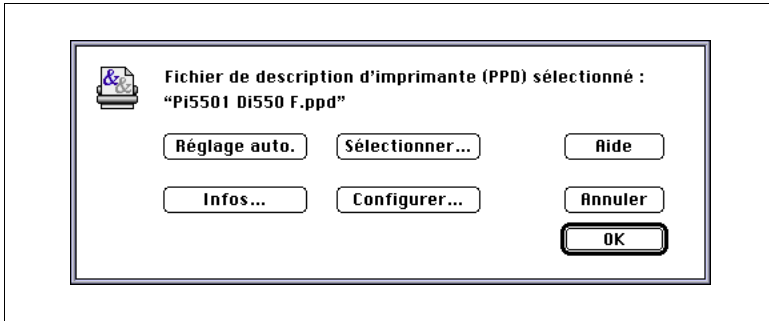 Fichier de description d'imprimante (PPD) sélectionné :
“Pi5501 Di550 F.ppd”
Réglage auto. Sélectionner... Aide
Infos... Configurer... Annuler
OK